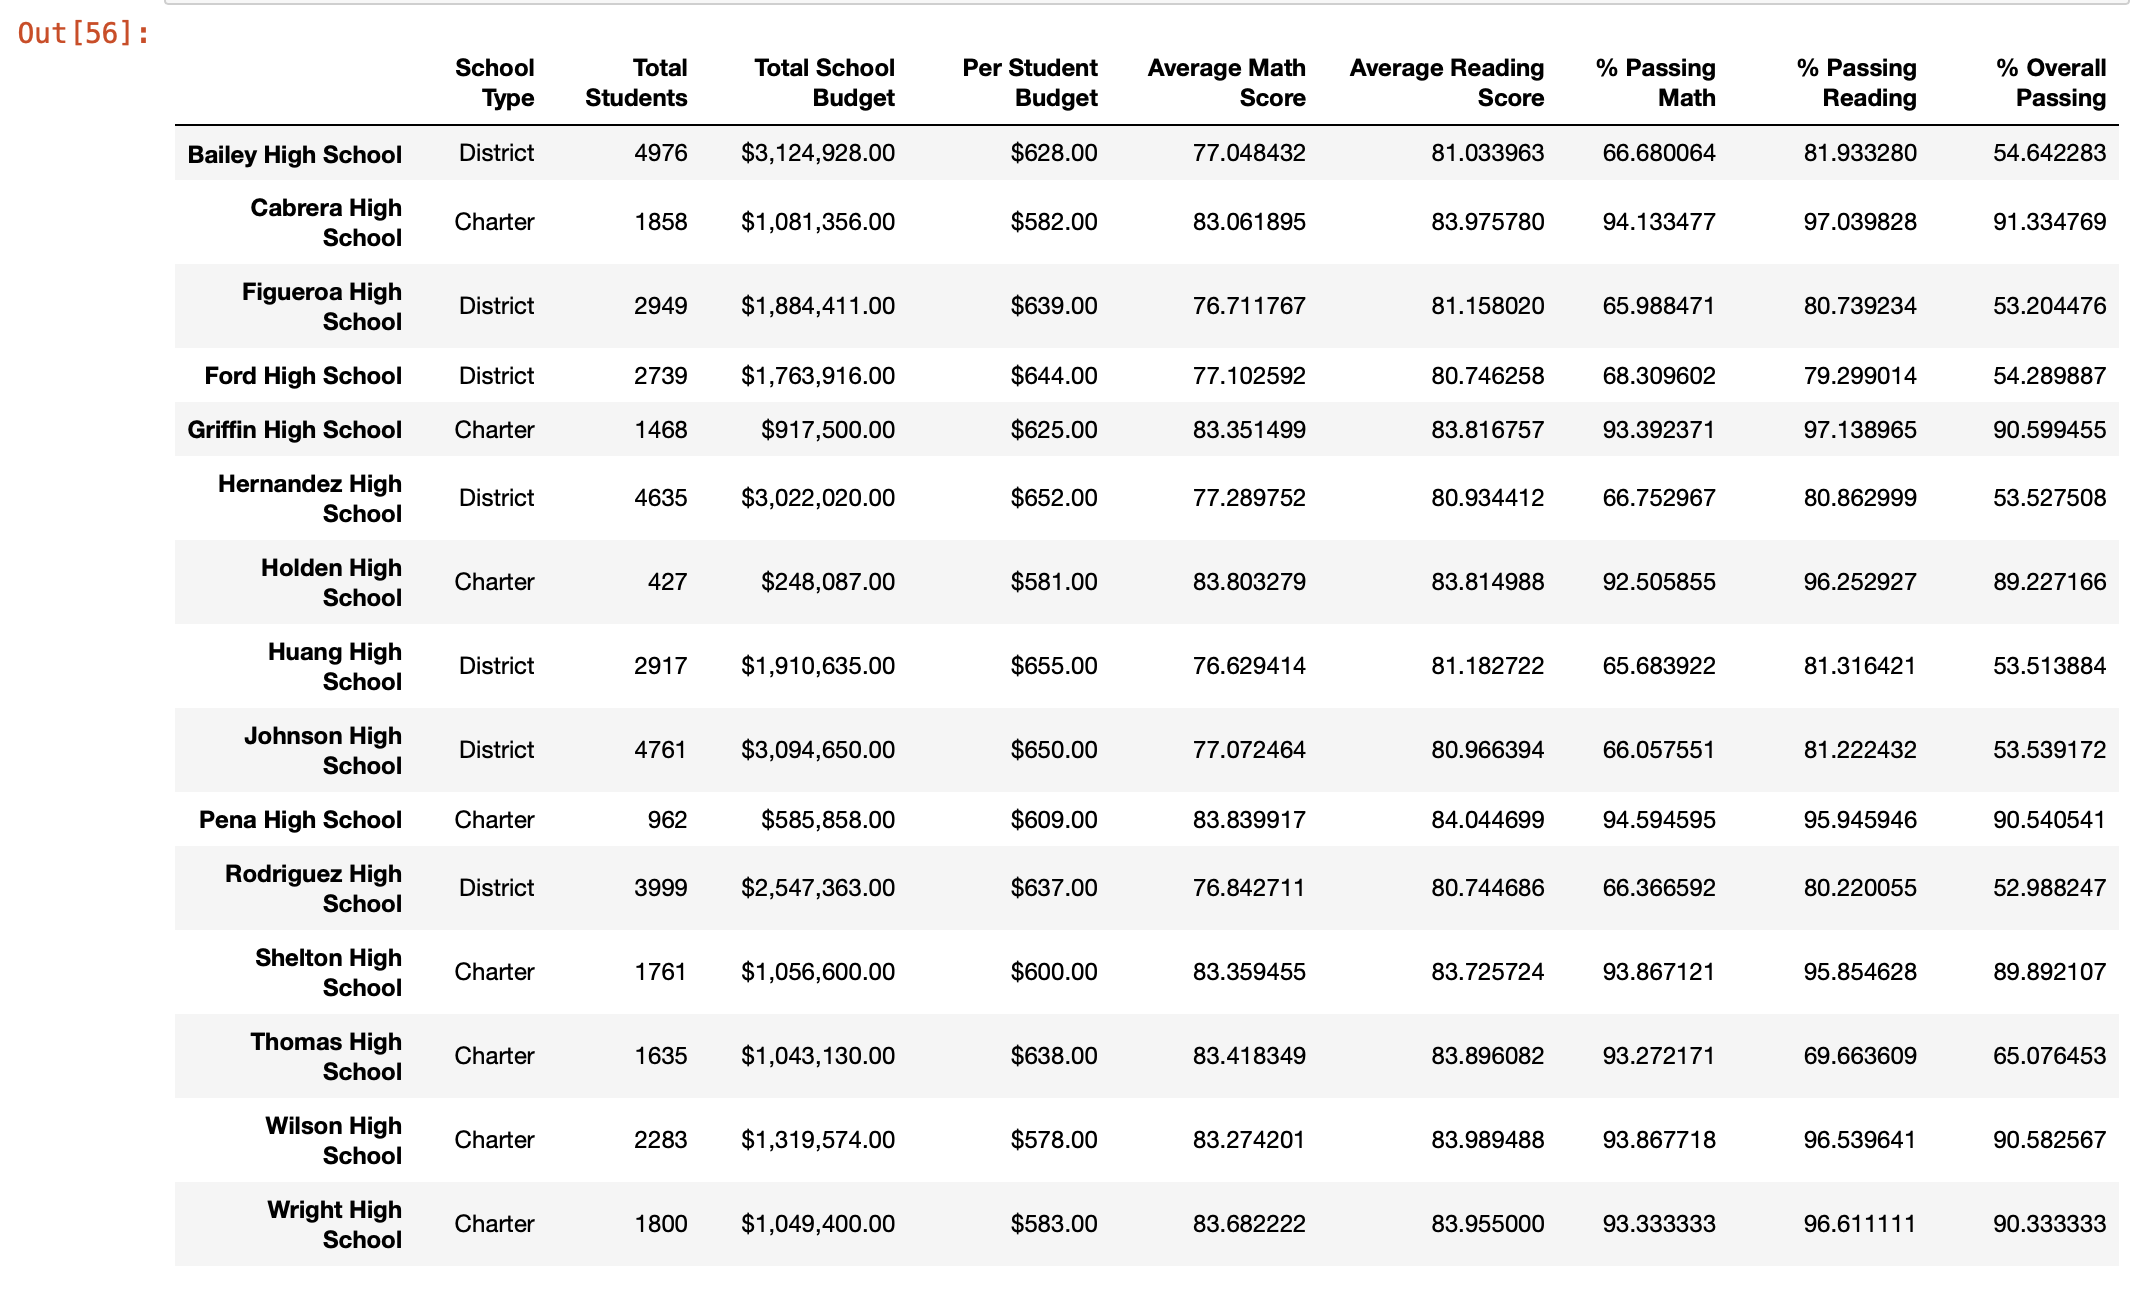 Out[56]:
School Total Total School Per Student Average Math Average Reading % Passing % Passing % Overall
Type Students Budget Budget Score Score Math Reading Passing
Bailey High School District 4976 $3,124,928.00 $628.00 77.048432 81.033963 66.680064 81.933280 54.642283
Cabrera High
School Charter 1858 $1,081,356.00 $582.00 83.061895 83.975780 94.133477 97.039828 91.334769
Figueroa High
School District 2949 $1,884,411.00 $639.00 76.711767 81.158020 65.988471 80.739234 53.204476
Ford High School District 2739 $1,763,916.00 $644.00 77.102592 80.746258 68.309602 79.299014 54.289887
Griffin High School Charter 1468 $917,500.00 $625.00 83.351499 83.816757 93.392371 97.138965 90.599455
Hernandez High
School District 4635 $3,022,020.00 $652.00 77.289752 80.934412 66.752967 80.862999 53.527508
Holden High
School Charter 427 $248,087.00 $581.00 83.803279 83.814988 92.505855 96.252927 89.227166
Huang High
School District 2917 $1,910,635.00 $655.00 76.629414 81.182722 65.683922 81.316421 53.513884
Johnson High
School District 4761 $3,094,650.00 $650.00 77.072464 80.966394 66.057551 81.222432 53.539172
Pena High School Charter 962 $585,858.00 $609.00 83.839917 84.044699 94.594595 95.945946 90.540541
Rodriguez High
School District 3999 $2,547,363.00 $637.00 76.842711 80.744686 66.366592 80.220055 52.988247
Shelton High
School Charter 1761 $1,056,600.00 $600.00 83.359455 83.725724 93.867121 95.854628 89.892107
Thomas High
School Charter 1635 $1,043,130.00 $638.00 83.418349 83.896082 93.272171 69.663609 65.076453
Wilson High
School Charter 2283 $1,319,574.00 $578.00 83.274201 83.989488 93.867718 96.539641 90.582567
Wright High
School Charter 1800 $1,049,400.00 $583.00 83.682222 83.955000 93.333333 96.611111 90.333333